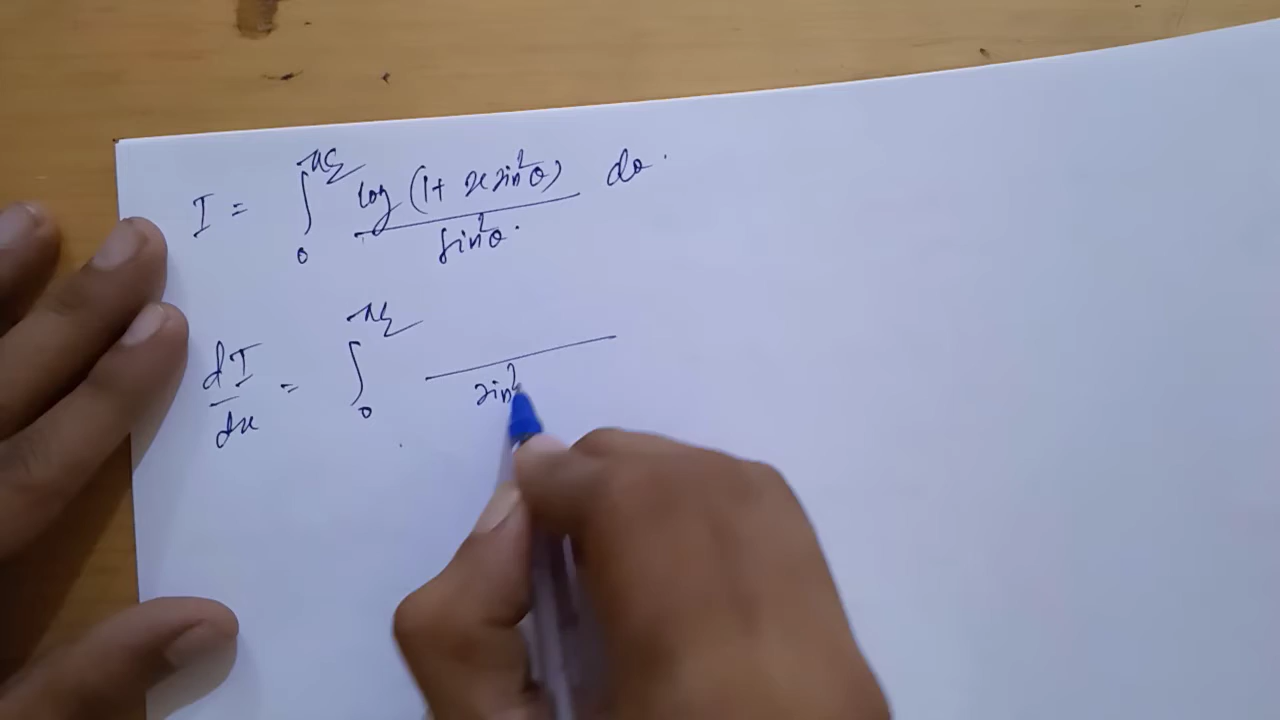 I = ∫₀^{π/2} log (1 + x sin²θ) / sin²θ dθ.
dI/dx = ∫₀^{π/2} / sin²